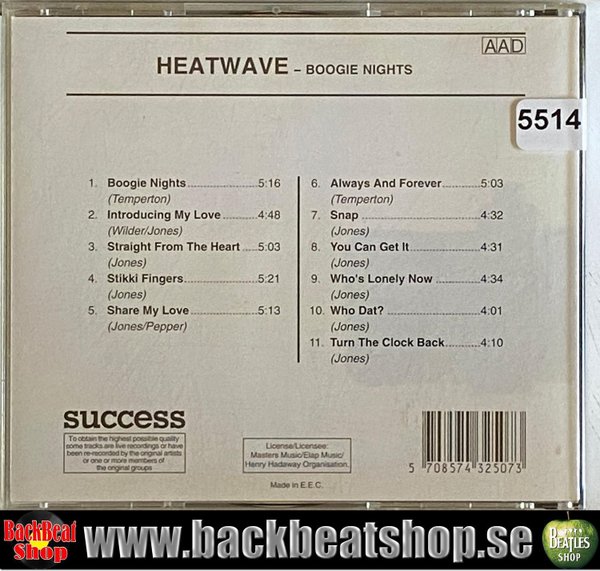 AAD
HEATWAVE – BOOGIE NIGHTS
5514
1. Boogie Nights..................5:16
(Temperton)
2. Introducing My Love.........4:48
(Wilder/Jones)
3. Straight From The Heart....5:03
(Jones)
4. Stikki Fingers....................5:21
(Jones)
5. Share My Love.................5:13
(Jones/Pepper)
6. Always And Forever..........5:03
(Temperton)
7. Snap.................................4:32
(Jones)
8. You Can Get It.................4:31
(Jones)
9. Who's Lonely Now...........4:34
(Jones)
10. Who Dat?.......................4:01
(Jones)
11. Turn The Clock Back.........4:10
(Jones)
success
To obtain the highest possible quality
some tracks are re-recordings or have
been re-recorded by the original artists
or one or more members of
the original groups
License/Licensee:
Masters Music/Elap Music/
Henry Hadaway Organisation.
Made in E.E.C.
5 708574 325073
BackBeat
Shop
www.backbeatshop.se
BEATLES
SHOP